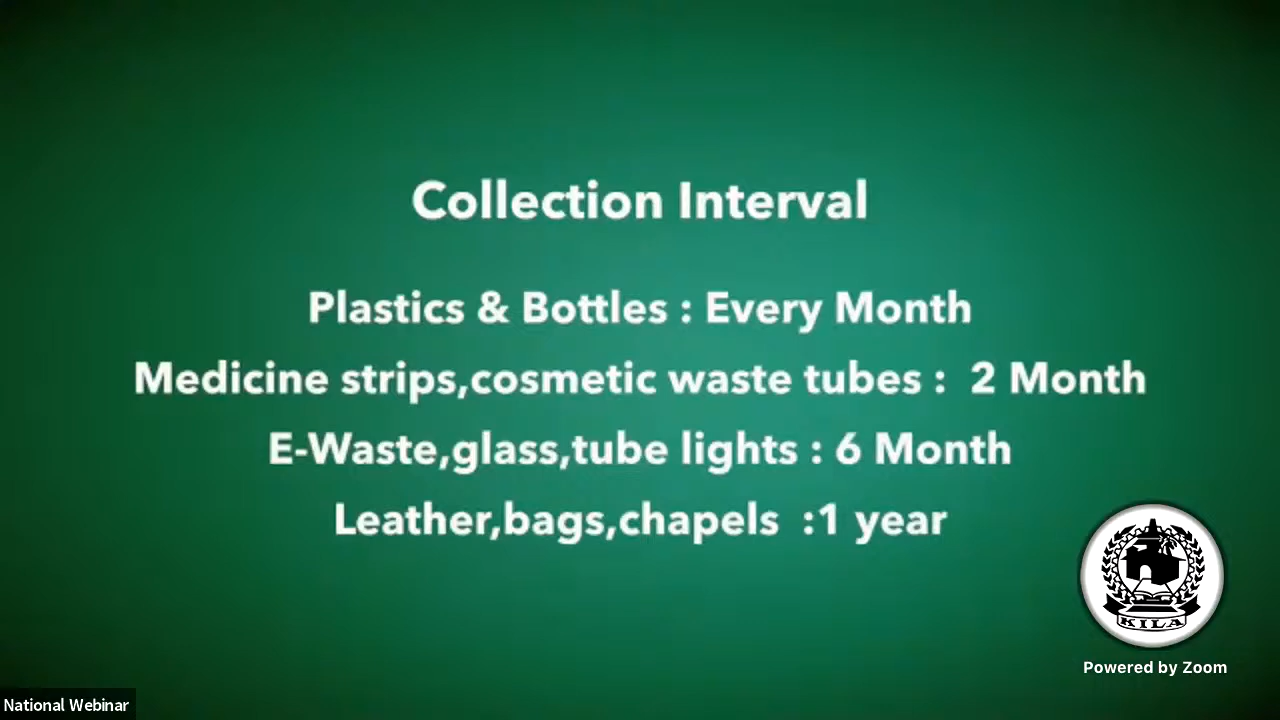 Collection Interval
Plastics & Bottles : Every Month
Medicine strips,cosmetic waste tubes :  2 Month
E-Waste,glass,tube lights : 6 Month
Leather,bags,chapels  :1 year
KILA
Powered by Zoom
National Webinar